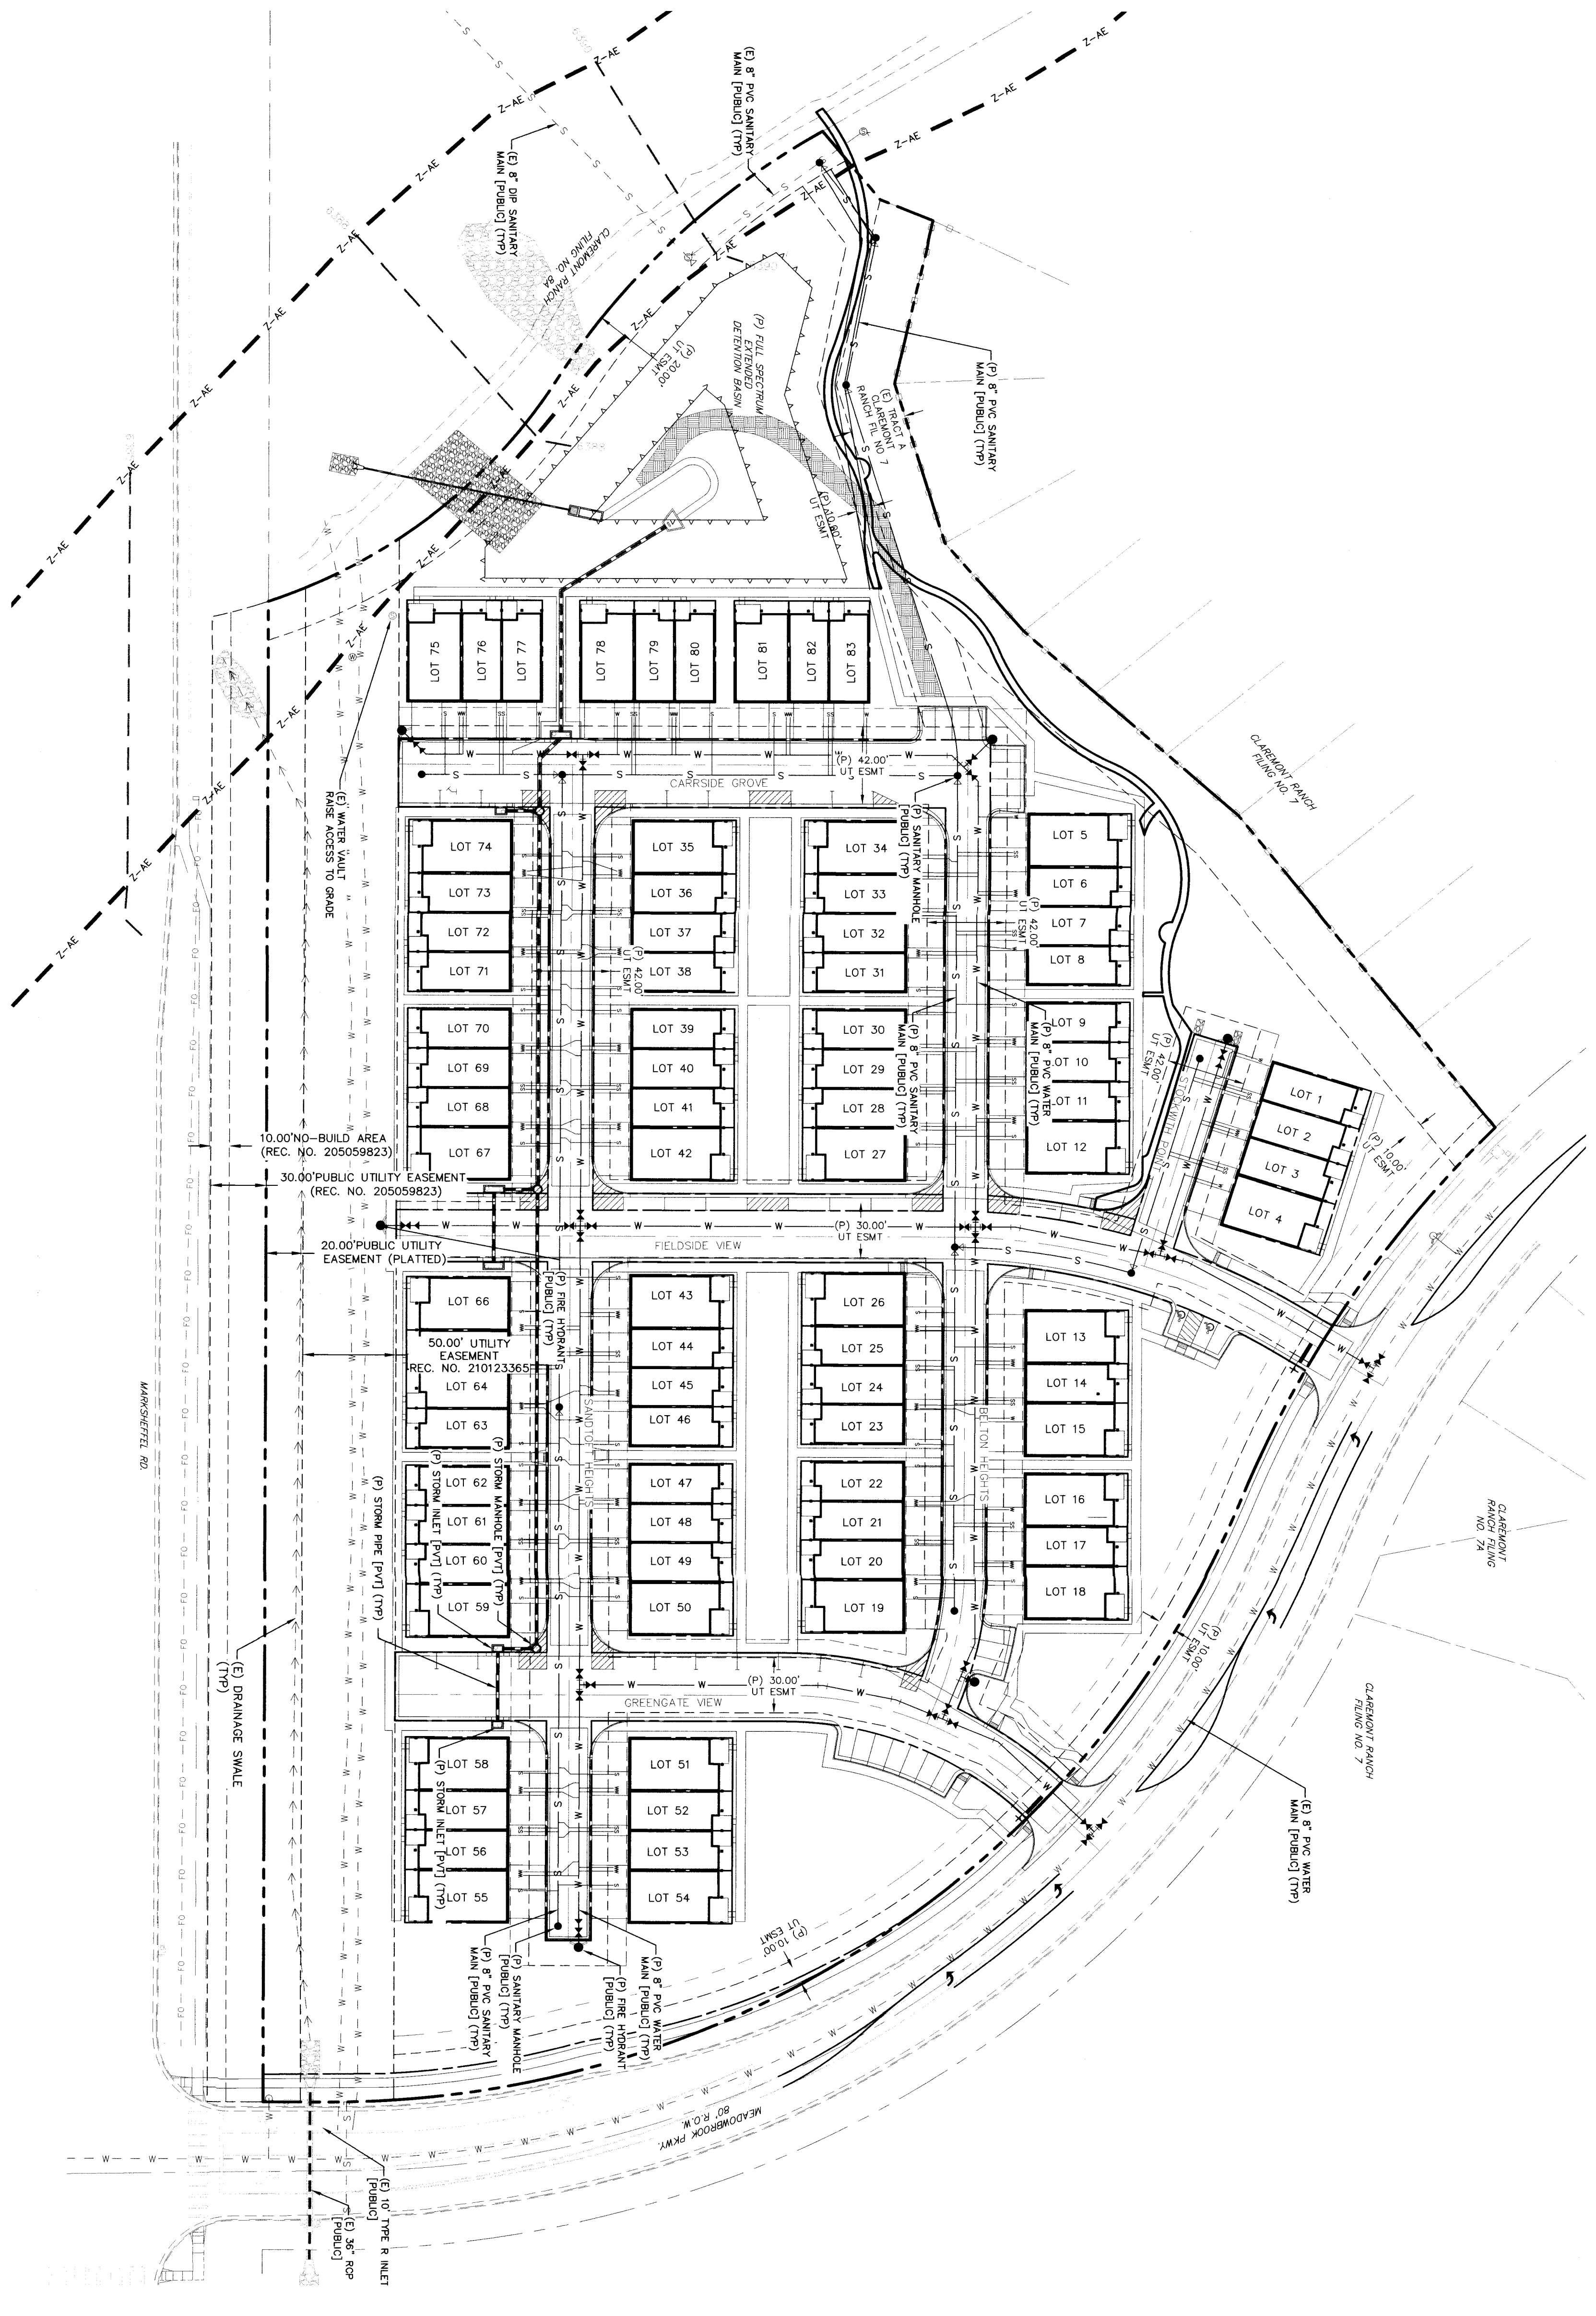 (E) 8" PVC SANITARY
MAIN [PUBLIC] (TYP)
(E) 8" DIP SANITARY
MAIN [PUBLIC] (TYP)
CLAREMONT RANCH
FILING NO. 8A
(P) 20.00'
UT ESMT
(P) FULL SPECTRUM
EXTENDED
DETENTION BASIN
(P) 8" PVC SANITARY
MAIN [PUBLIC] (TYP)
(E) TRACT A
CLAREMONT
RANCH FIL NO 7
UT ESMT
LOT 75
LOT 76
LOT 77
LOT 78
LOT 79
LOT 80
LOT 81
LOT 82
LOT 83
CLAREMONT RANCH
FILING NO. 7
(P) 42.00'
UT ESMT
CARRSIDE GROVE
(E) WATER VAULT
RAISE ACCESS TO GRADE
(P) SANITARY MANHOLE
[PUBLIC] (TYP)
LOT 74
LOT 73
LOT 72
LOT 71
LOT 35
LOT 36
LOT 37
LOT 38
(P) 42.00'
UT ESMT
LOT 34
LOT 33
LOT 32
LOT 31
LOT 5
LOT 6
LOT 7
LOT 8
(P) 42.00'
UT ESMT
LOT 70
LOT 69
LOT 68
LOT 67
LOT 39
LOT 40
LOT 41
LOT 42
LOT 30
LOT 29
LOT 28
LOT 27
(P) 8" PVC SANITARY
MAIN [PUBLIC] (TYP)
(P) 8" PVC WATER
MAIN [PUBLIC] (TYP)
LOT 9
LOT 10
LOT 11
LOT 12
(P) 42.00'
UT ESMT
LOT 1
LOT 2
LOT 3
LOT 4
(P) 10.00'
UT ESMT
10.00'NO-BUILD AREA
(REC. NO. 205059823)
30.00'PUBLIC UTILITY EASEMENT
(REC. NO. 205059823)
20.00'PUBLIC UTILITY
EASEMENT (PLATTED)
(P) 30.00'
UT ESMT
FIELDSIDE VIEW
(P) FIRE HYDRANT
[PUBLIC] (TYP)
LOT 66
50.00' UTILITY
EASEMENT
REC. NO. 210123365
LOT 64
LOT 63
LOT 43
LOT 44
LOT 45
LOT 46
LOT 26
LOT 25
LOT 24
LOT 23
LOT 13
LOT 14
LOT 15
BELTON HEIGHTS
MARKSHEFFEL RD.
(P) STORM PIPE [PVT] (TYP)
(P) STORM INLET [PVT] (TYP)
(P) STORM MANHOLE [PVT] (TYP)
LOT 62
LOT 61
LOT 60
LOT 59
LOT 47
LOT 48
LOT 49
LOT 50
LOT 22
LOT 21
LOT 20
LOT 19
LOT 16
LOT 17
LOT 18
CLAREMONT
RANCH FILING
NO. 7A
(P) 10.00'
UT ESMT
(E) DRAINAGE SWALE
(TYP)
(P) 30.00'
UT ESMT
GREENGATE VIEW
CLAREMONT RANCH
FILING NO. 7
LOT 58
LOT 57
LOT 56
LOT 55
(P) STORM INLET [PVT] (TYP)
LOT 51
LOT 52
LOT 53
LOT 54
(E) 8" PVC WATER
MAIN [PUBLIC] (TYP)
(P) 10.00'
UT ESMT
(P) 8" PVC SANITARY
MAIN [PUBLIC] (TYP)
(P) SANITARY MANHOLE
[PUBLIC] (TYP)
(P) FIRE HYDRANT
[PUBLIC] (TYP)
(P) 8" PVC WATER
MAIN [PUBLIC] (TYP)
MEADOWBROOK PKWY.
80' R.O.W.
(E) 10' TYPE R INLET
[PUBLIC]
(E) 36" RCP
[PUBLIC]